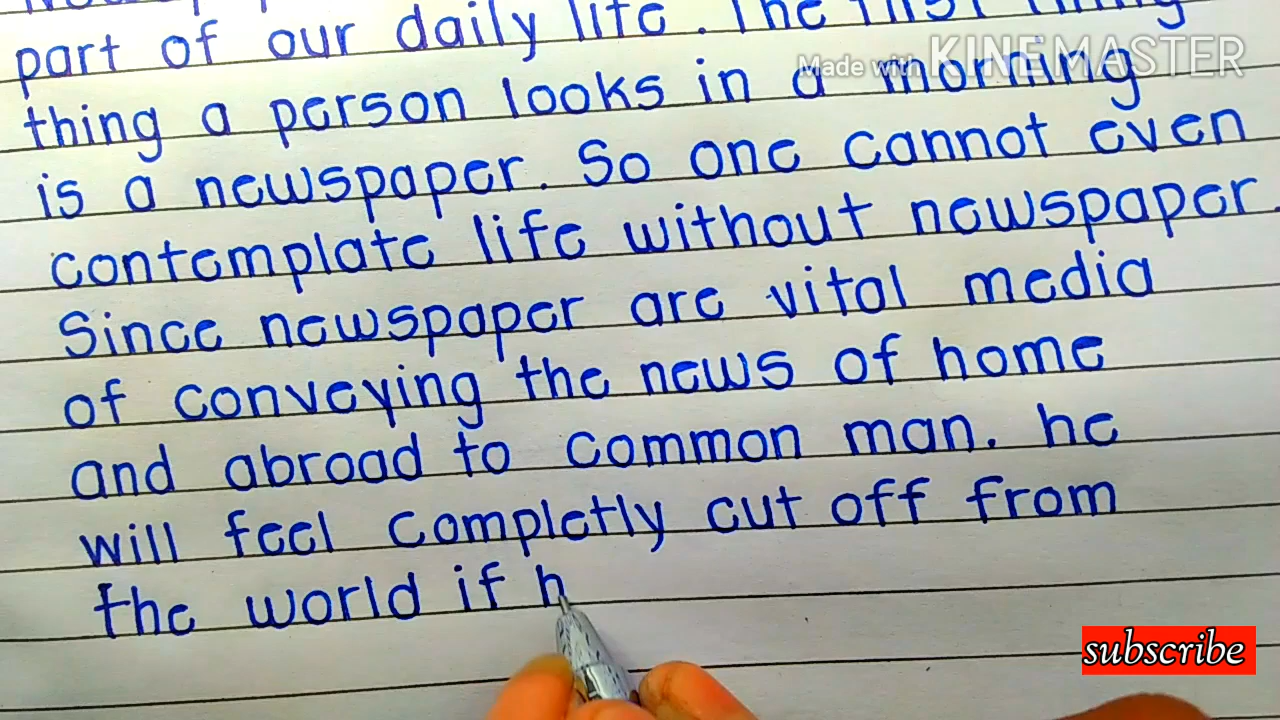 part of our daily life. The first thing
Made with KINEMASTER
thing a person looks in a morning
is a newspaper. So one cannot even
contemplate life without newspaper.
Since newspaper are vital media
of conveying the news of home
and abroad to common man. he
will feel completly cut off from
the world if h
subscribe